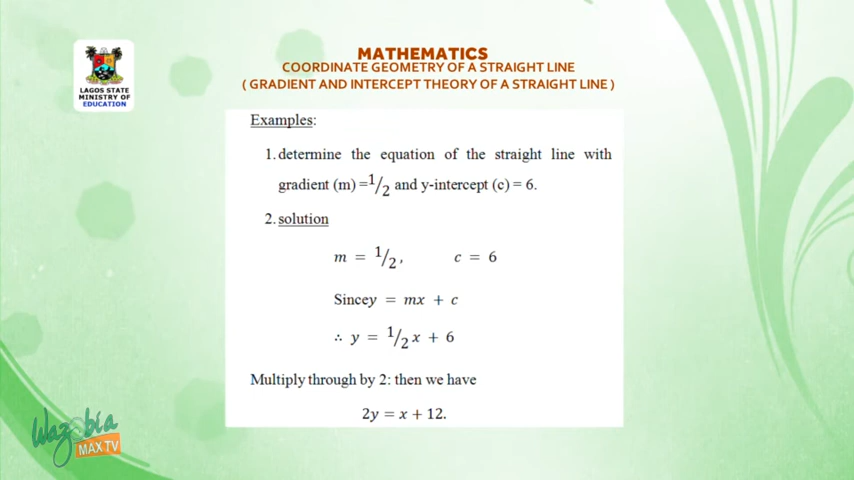 MATHEMATICS
COORDINATE GEOMETRY OF A STRAIGHT LINE
( GRADIENT AND INTERCEPT THEORY OF A STRAIGHT LINE )
LAGOS STATE
MINISTRY OF
EDUCATION
Examples:
1. determine the equation of the straight line with
gradient (m) =1/2 and y-intercept (c) = 6.
2. solution
m = 1/2, c = 6
Sincey = mx + c
∴ y = 1/2 x + 6
Multiply through by 2: then we have
2y = x + 12.
Wazobia
MAX TV